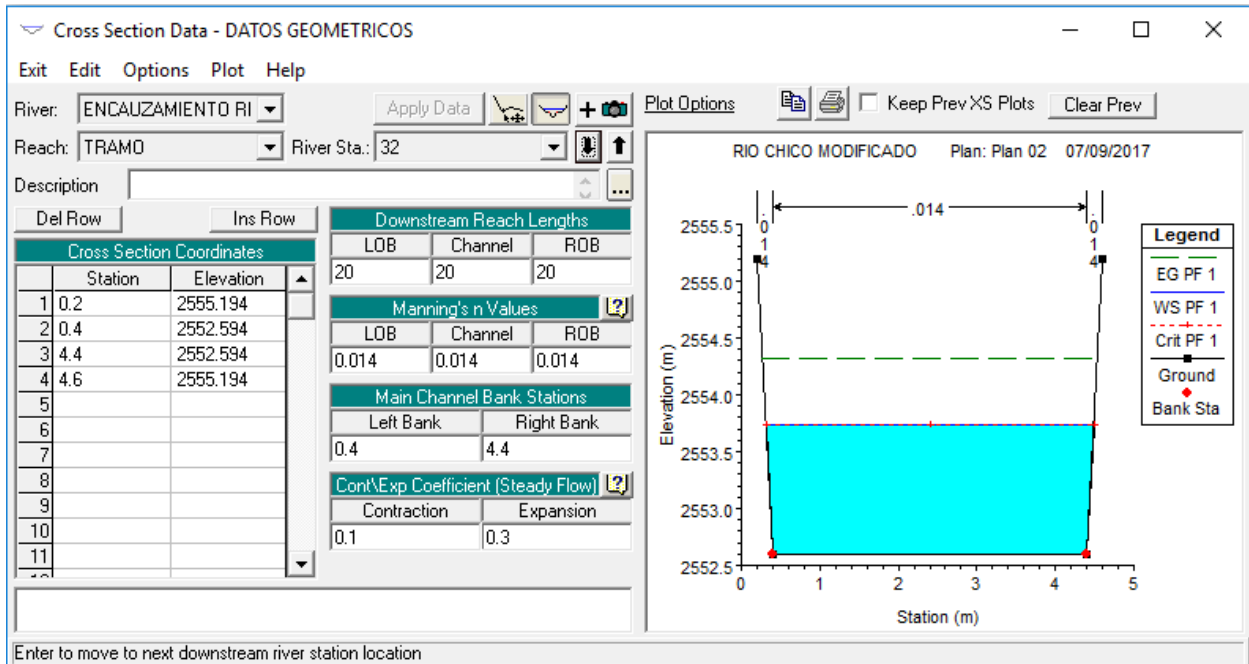 Cross Section Data - DATOS GEOMETRICOS
Exit Edit Options Plot Help
River: ENCAUZAMIENTO RI Apply Data
Reach: TRAMO River Sta.: 32
Description ...
Del Row Ins Row
Cross Section Coordinates
Station Elevation
1 0.2 2555.194
2 0.4 2552.594
3 4.4 2552.594
4 4.6 2555.194
5
6
7
8
9
10
11
Downstream Reach Lengths
LOB Channel ROB
20 20 20
Manning's n Values
LOB Channel ROB
0.014 0.014 0.014
Main Channel Bank Stations
Left Bank Right Bank
0.4 4.4
Cont\Exp Coefficient (Steady Flow)
Contraction Expansion
0.1 0.3
Plot Options Keep Prev XS Plots Clear Prev
RIO CHICO MODIFICADO Plan: Plan 02 07/09/2017
.014 .014 .014
2555.5
2555.0
2554.5
2554.0
2553.5
2553.0
2552.5
Elevation (m)
0 1 2 3 4 5
Station (m)
Legend
EG PF 1
WS PF 1
Crit PF 1
Ground
Bank Sta
Enter to move to next downstream river station location